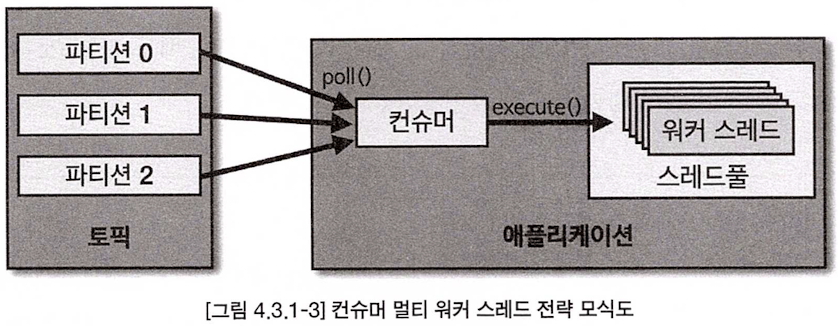 파티션 0
파티션 1
파티션 2
토픽
poll()
컨슈머
execute()
워커 스레드
스레드풀
애플리케이션
[그림 4.3.1-3] 컨슈머 멀티 워커 스레드 전략 모식도